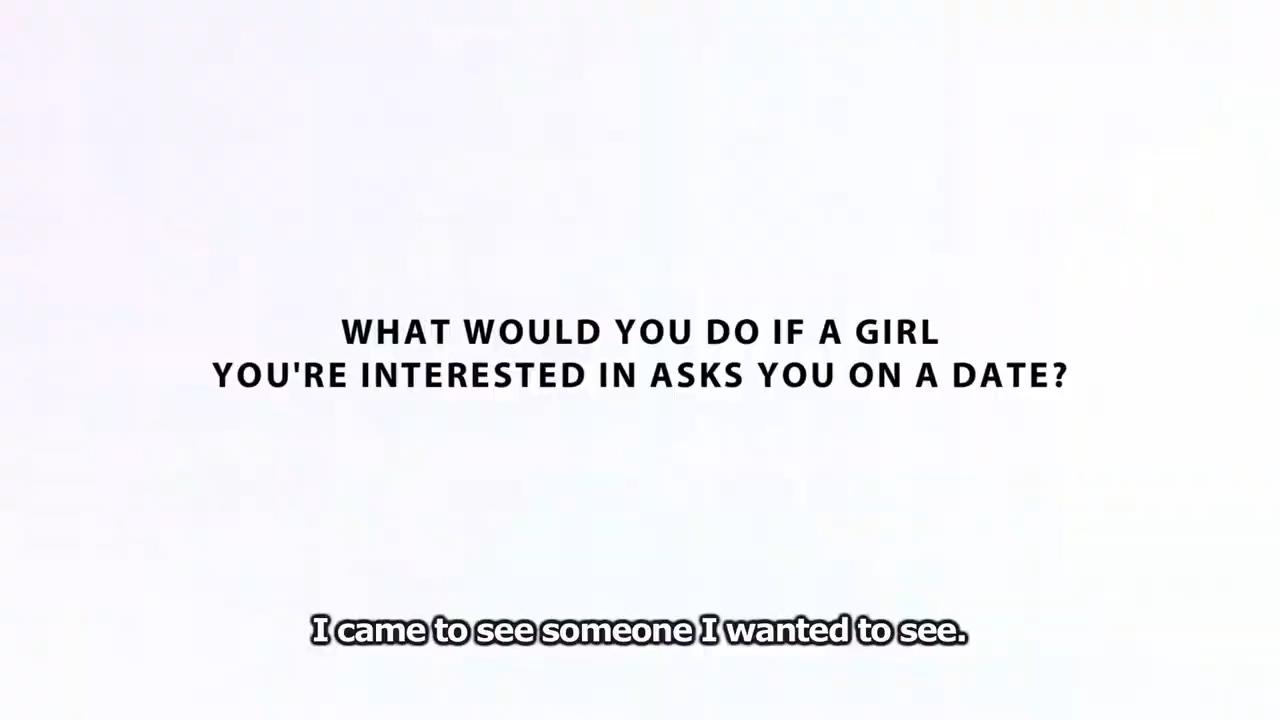 WHAT WOULD YOU DO IF A GIRL
YOU'RE INTERESTED IN ASKS YOU ON A DATE?
I came to see someone I wanted to see.